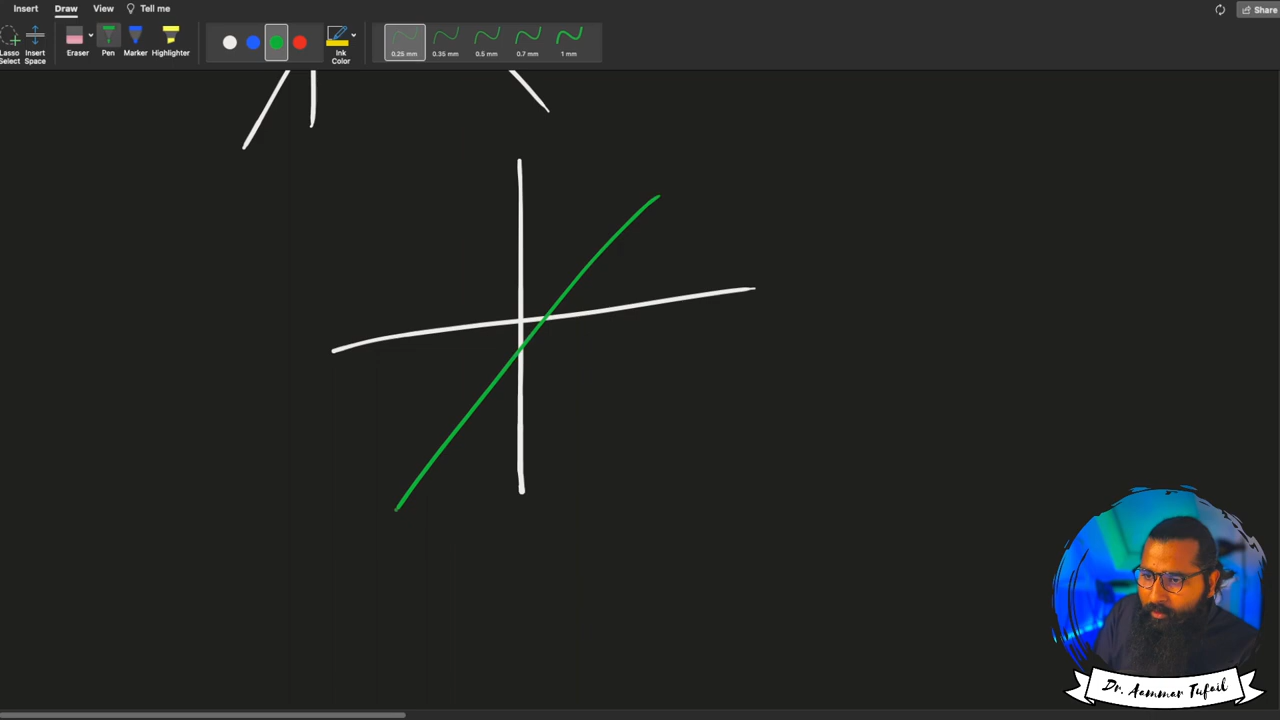 Insert Draw View Tell me Share
Lasso Select
Insert Space
Eraser
Pen
Marker
Highlighter
Ink Color
0.25 mm
0.35 mm
0.5 mm
0.7 mm
1 mm
Dr. Aammar Tufail